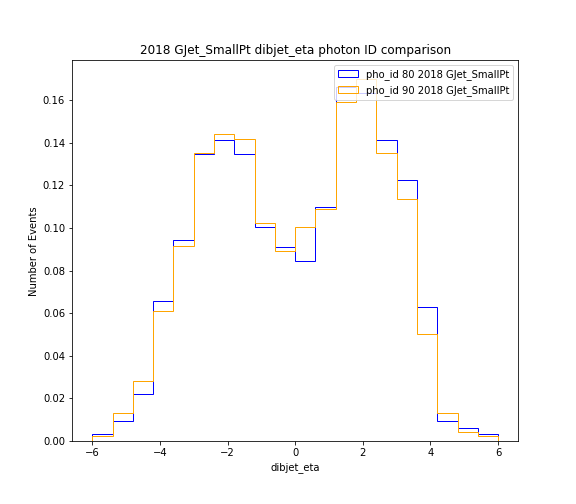 2018 GJet_SmallPt dibjet_eta photon ID comparison
pho_id 80 2018 GJet_SmallPt
pho_id 90 2018 GJet_SmallPt
0.16
0.14
0.12
0.10
0.08
0.06
0.04
0.02
0.00
Number of Events
−6 −4 −2 0 2 4 6
dibjet_eta